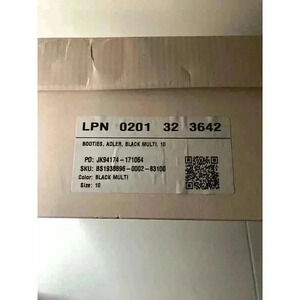 LPN 0201 32 3642
BOOTIES, ADLER, BLACK MULTI, 10
PO: JK94174-171064
SKU: BS1938696-0002-83100
Color: BLACK MULTI
Size: 10